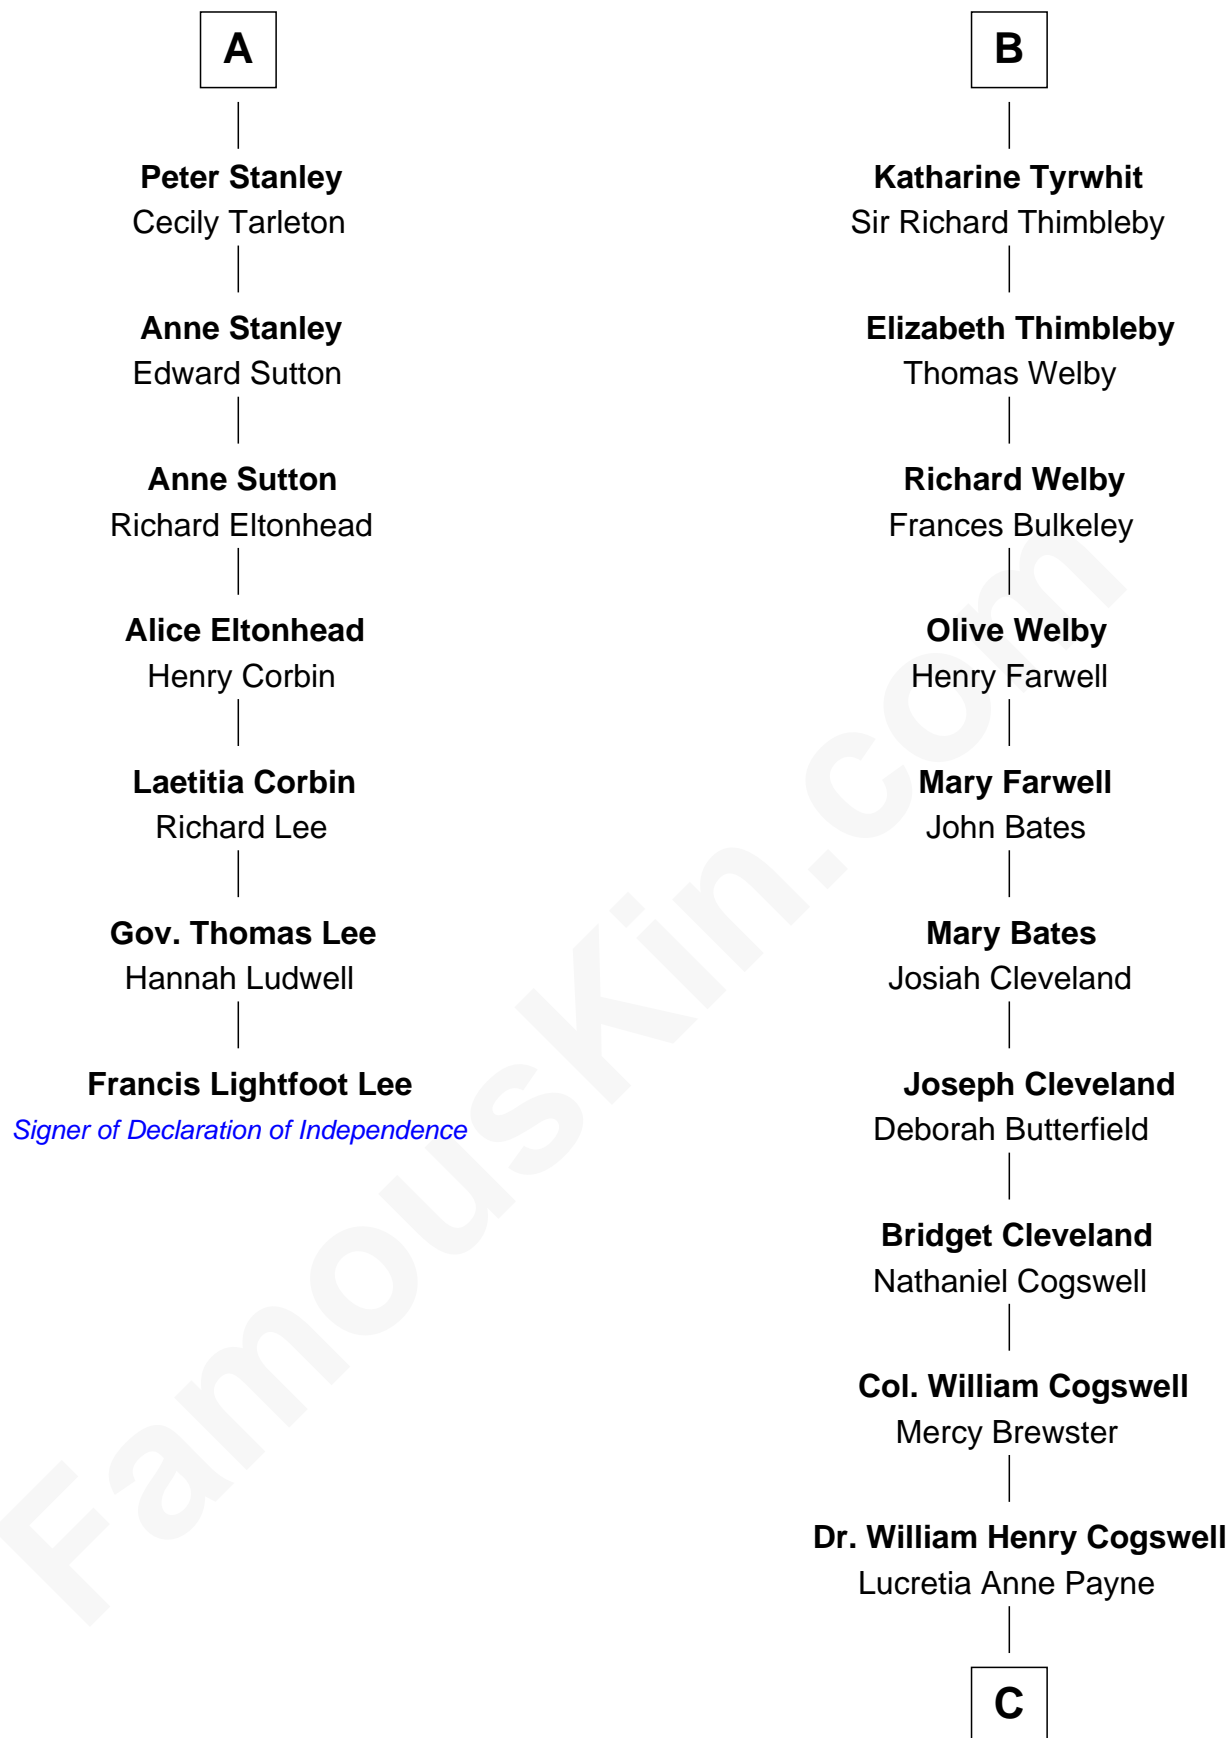 A
Peter Stanley
Cecily Tarleton
Anne Stanley
Edward Sutton
Anne Sutton
Richard Eltonhead
Alice Eltonhead
Henry Corbin
Laetitia Corbin
Richard Lee
Gov. Thomas Lee
Hannah Ludwell
Francis Lightfoot Lee
Signer of Declaration of Independence
B
Katharine Tyrwhit
Sir Richard Thimbleby
Elizabeth Thimbleby
Thomas Welby
Richard Welby
Frances Bulkeley
Olive Welby
Henry Farwell
Mary Farwell
John Bates
Mary Bates
Josiah Cleveland
Joseph Cleveland
Deborah Butterfield
Bridget Cleveland
Nathaniel Cogswell
Col. William Cogswell
Mercy Brewster
Dr. William Henry Cogswell
Lucretia Anne Payne
C
FamousKin.com